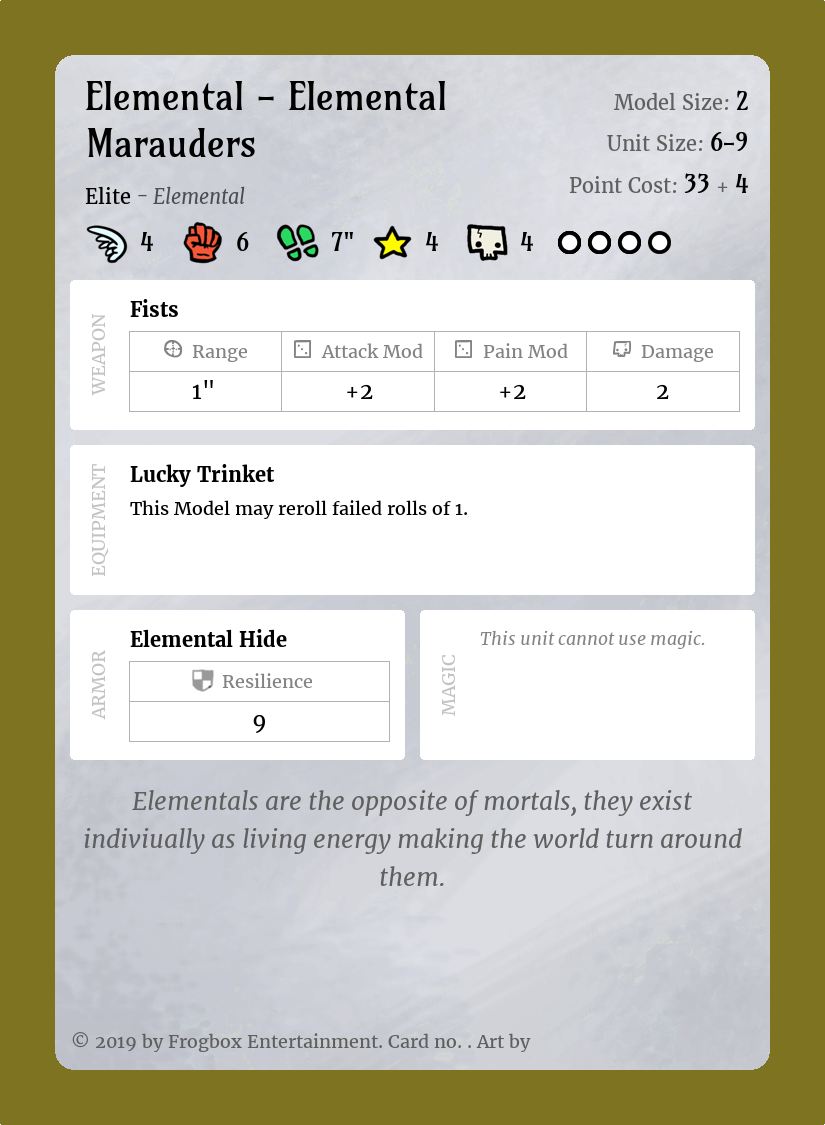 Elemental – Elemental
Marauders
Elite – Elemental
Model Size: 2
Unit Size: 6–9
Point Cost: 33 + 4
4 6 7" 4 4
WEAPON
Fists
Range Attack Mod Pain Mod Damage
1" +2 +2 2
EQUIPMENT
Lucky Trinket
This Model may reroll failed rolls of 1.
ARMOR
Elemental Hide
Resilience
9
MAGIC
This unit cannot use magic.
Elementals are the opposite of mortals, they exist
indiviually as living energy making the world turn around
them.
© 2019 by Frogbox Entertainment. Card no. . Art by